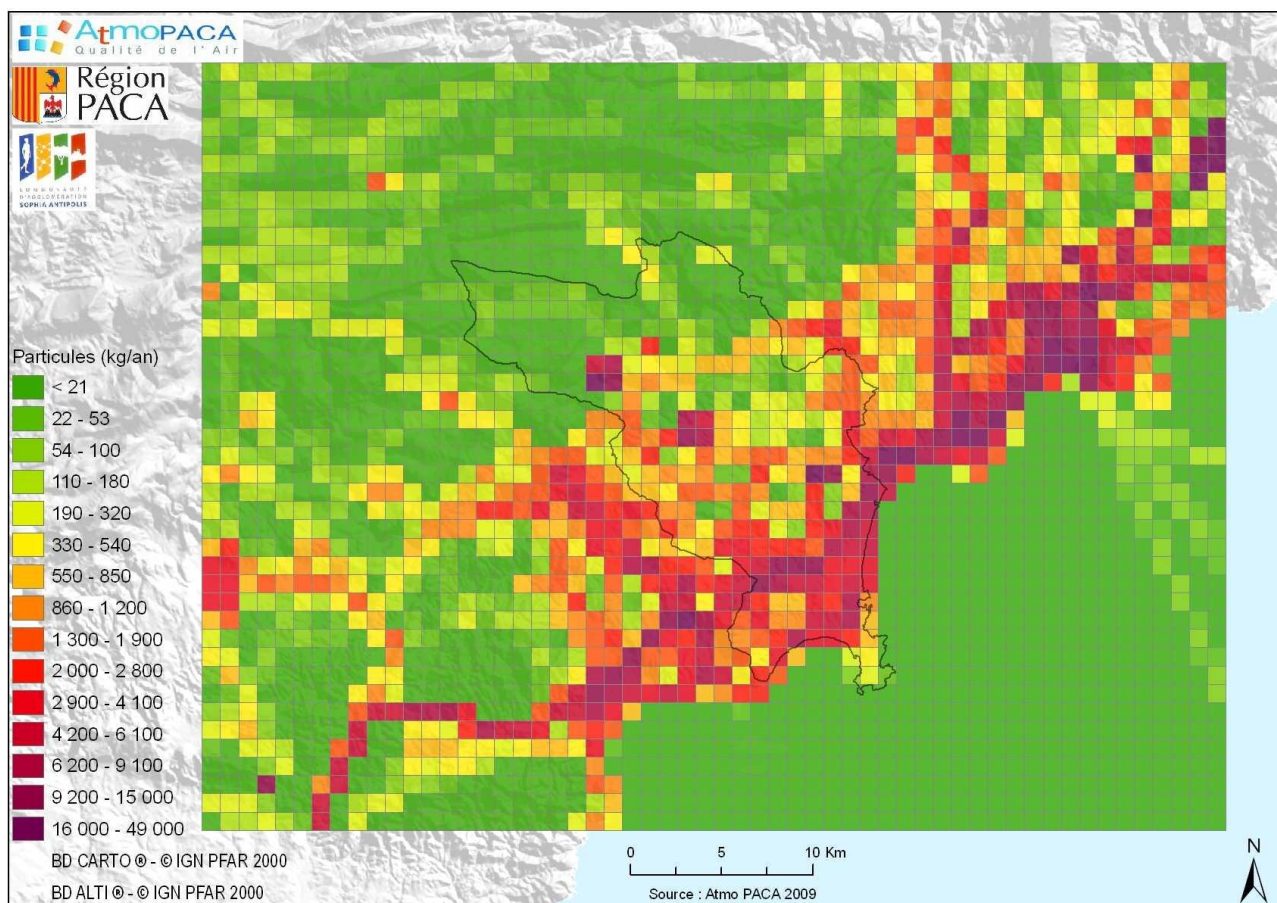 AtmoPACA
Qualité de l'Air
Région
PACA
COMMUNAUTÉ
D'AGGLOMÉRATION
SOPHIA ANTIPOLIS
Particules (kg/an)
< 21
22 - 53
54 - 100
110 - 180
190 - 320
330 - 540
550 - 850
860 - 1 200
1 300 - 1 900
2 000 - 2 800
2 900 - 4 100
4 200 - 6 100
6 200 - 9 100
9 200 - 15 000
16 000 - 49 000
BD CARTO ® - © IGN PFAR 2000
BD ALTI ® - © IGN PFAR 2000
0 5 10 Km
Source : Atmo PACA 2009
N